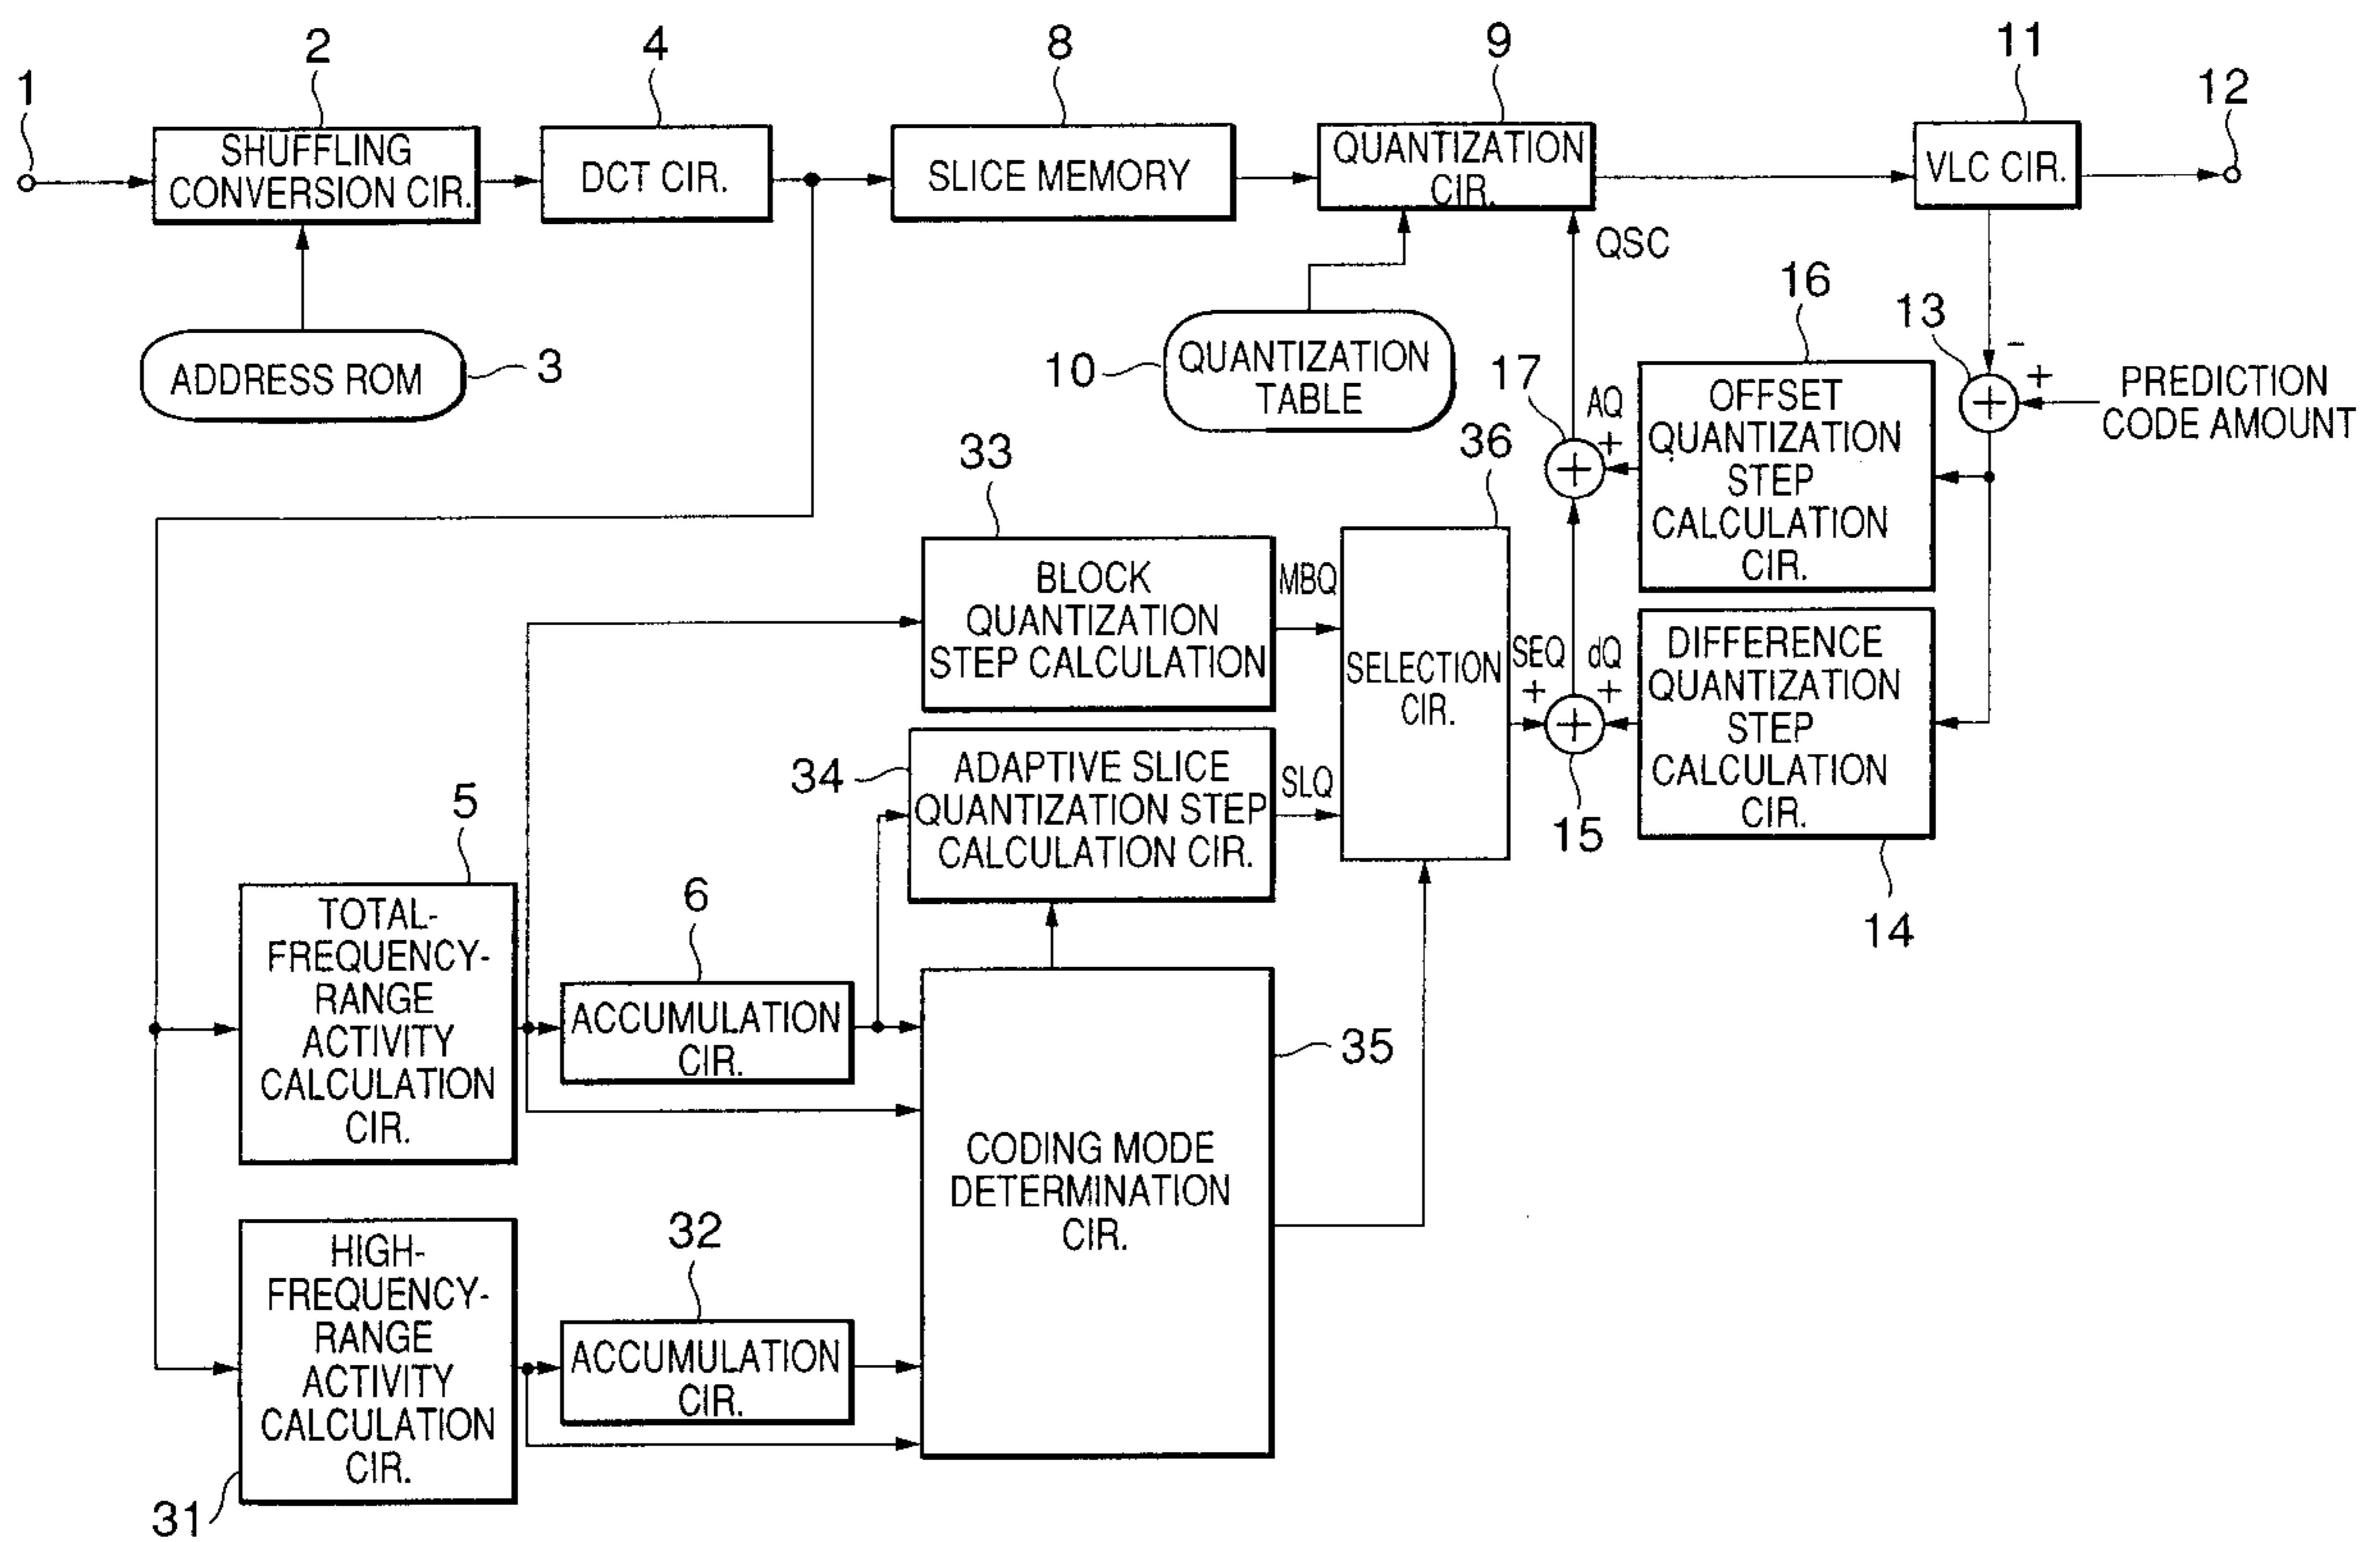 1
2
SHUFFLING
CONVERSION CIR.
ADDRESS ROM
3
4
DCT CIR.
8
SLICE MEMORY
9
QUANTIZATION
CIR.
QSC
10
QUANTIZATION
TABLE
11
VLC CIR.
12
13
−
+
+
PREDICTION
CODE AMOUNT
16
OFFSET
QUANTIZATION
STEP
CALCULATION
CIR.
17
AQ
+
+
33
BLOCK
QUANTIZATION
STEP CALCULATION
MBQ
36
SELECTION
CIR.
SEQ
dQ
+
+
+
15
DIFFERENCE
QUANTIZATION
STEP
CALCULATION
CIR.
14
34
ADAPTIVE SLICE
QUANTIZATION STEP
CALCULATION CIR.
SLQ
5
TOTAL-
FREQUENCY-
RANGE
ACTIVITY
CALCULATION
CIR.
6
ACCUMULATION
CIR.
35
CODING MODE
DETERMINATION
CIR.
HIGH-
FREQUENCY-
RANGE
ACTIVITY
CALCULATION
CIR.
31
32
ACCUMULATION
CIR.